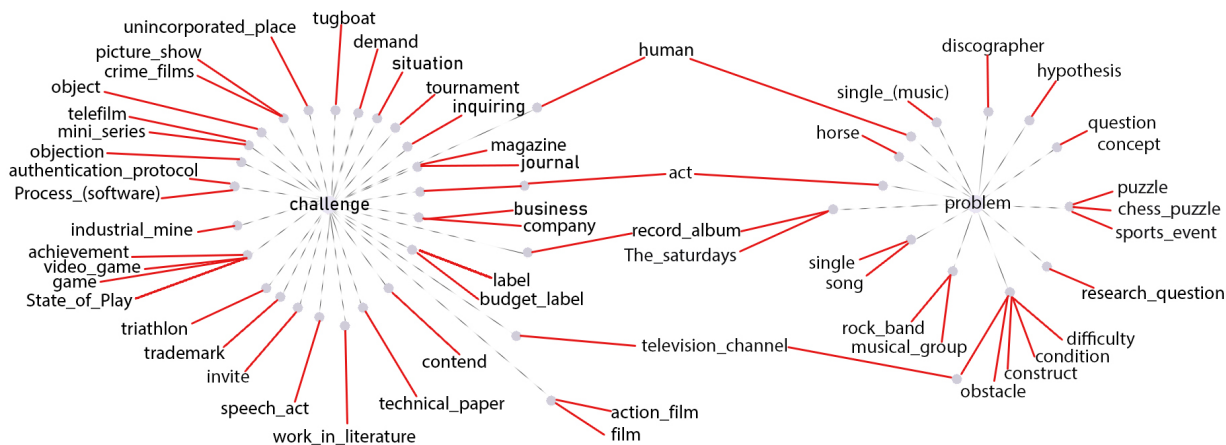 tugboat
unincorporated_place
demand
picture_show
situation
crime_films
object
tournament
telefilm
inquiring
mini_series
objection
magazine
authentication_protocol
journal
Process_(software)
challenge
business
company
industrial_mine
achievement
video_game
game
State_of_Play
label
budget_label
triathlon
trademark
contend
invite
speech_act
technical_paper
work_in_literature
action_film
film
human
act
record_album
The_saturdays
television_channel
discographer
hypothesis
single_(music)
horse
question
concept
problem
puzzle
chess_puzzle
sports_event
single
song
research_question
rock_band
musical_group
difficulty
condition
construct
obstacle